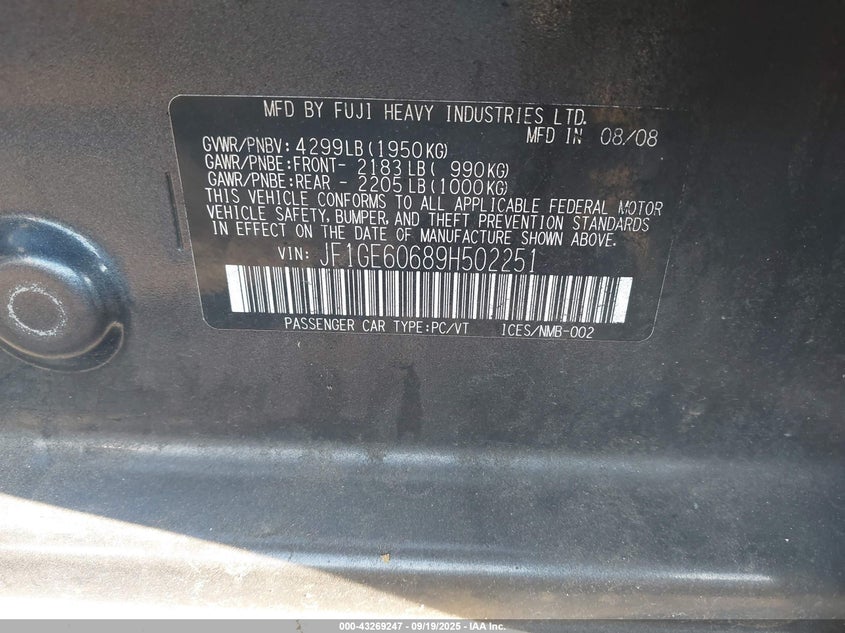 MFD BY FUJI HEAVY INDUSTRIES LTD.
MFD IN 08/08
GVWR/PNBV: 4299LB(1950KG)
GAWR/PNBE:FRONT- 2183LB( 990KG)
GAWR/PNBE:REAR - 2205LB(1000KG)
THIS VEHICLE CONFORMS TO ALL APPLICABLE FEDERAL MOTOR
VEHICLE SAFETY, BUMPER, AND THEFT PREVENTION STANDARDS
IN EFFECT ON THE DATE OF MANUFACTURE SHOWN ABOVE.
VIN: JF1GE60689H502251
PASSENGER CAR TYPE:PC/VT ICES/NMB-002
000-43269247 - 09/19/2025 - IAA Inc.